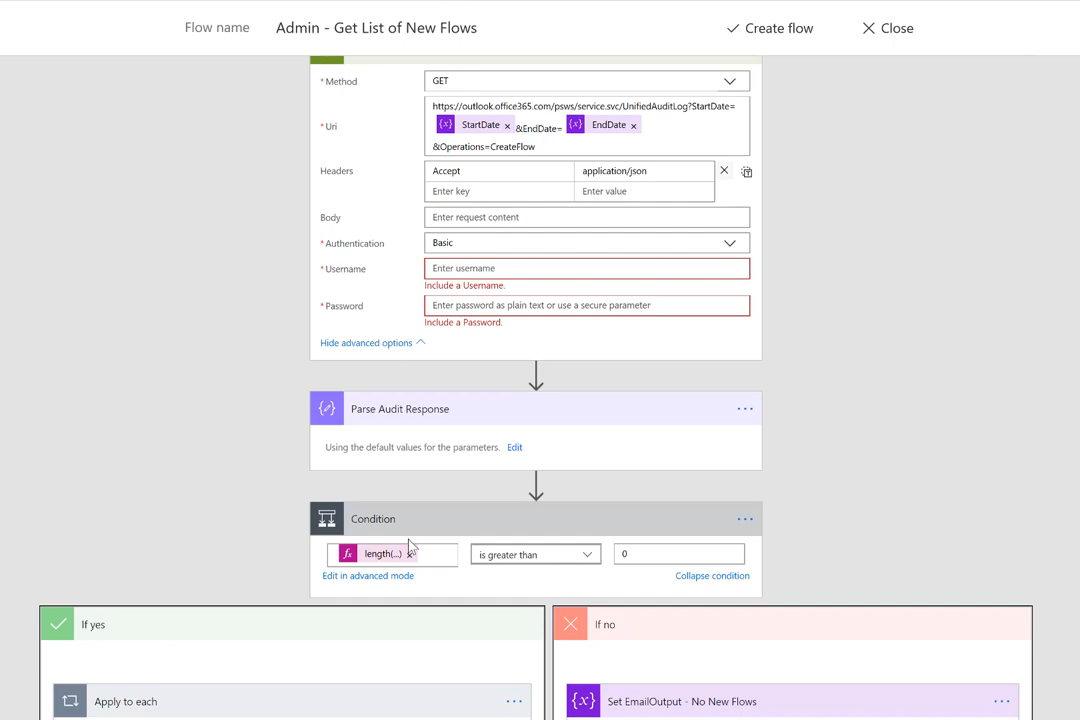 Flow name Admin - Get List of New Flows Create flow Close
* Method GET
https://outlook.office365.com/psws/service.svc/UnifiedAuditLog?StartDate=
* Uri {x} StartDate × &EndDate= {x} EndDate ×
&Operations=CreateFlow
Headers Accept application/json
Enter key Enter value
Body Enter request content
* Authentication Basic
* Username Enter username
Include a Username.
* Password Enter password as plain text or use a secure parameter
Include a Password.
Hide advanced options
Parse Audit Response ...
Using the default values for the parameters. Edit
Condition ...
fx length(...) × is greater than 0
Edit in advanced mode Collapse condition
If yes If no
Apply to each ... {x} Set EmailOutput - No New Flows ...